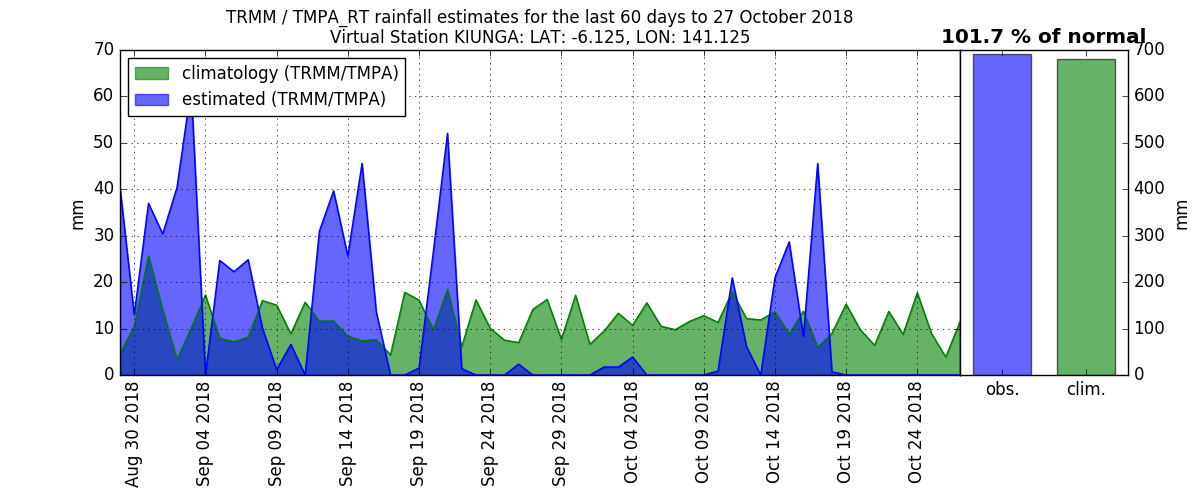 TRMM / TMPA_RT rainfall estimates for the last 60 days to 27 October 2018
Virtual Station KIUNGA: LAT: -6.125, LON: 141.125
101.7 % of normal
climatology (TRMM/TMPA)
estimated (TRMM/TMPA)
70
60
50
40
30
20
10
0
mm
Aug 30 2018
Sep 04 2018
Sep 09 2018
Sep 14 2018
Sep 19 2018
Sep 24 2018
Sep 29 2018
Oct 04 2018
Oct 09 2018
Oct 14 2018
Oct 19 2018
Oct 24 2018
obs.
clim.
700
600
500
400
300
200
100
0
mm